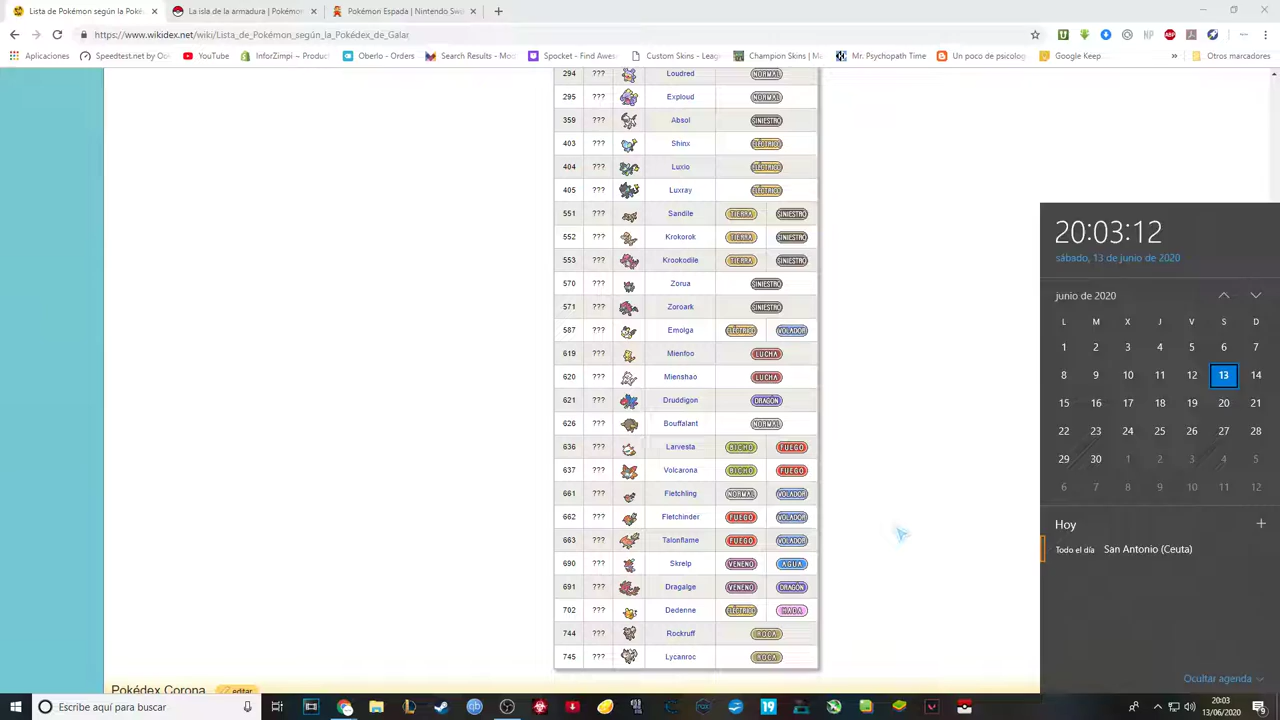 Lista de Pokémon según la Pokéd
La isla de la armadura | Pokémon
Pokémon Espada | Nintendo Swi
https://www.wikidex.net/wiki/Lista_de_Pokémon_según_la_Pokédex_de_Galar
Aplicaciones Speedtest.net by Ook YouTube InforZimpi ~ Product Oberlo - Orders Search Results - Mod Spocket - Find Awes Custom Skins - Leag Champion Skins | Ma Mr. Psychopath Time Un poco de psicolog Google Keep Otros marcadores
294 ??? Loudred NORMAL
295 ??? Exploud NORMAL
359 ??? Absol SINIESTRO
403 ??? Shinx ELÉCTRICO
404 ??? Luxio ELÉCTRICO
405 ??? Luxray ELÉCTRICO
551 ??? Sandile TIERRA SINIESTRO
552 ??? Krokorok TIERRA SINIESTRO
553 ??? Krookodile TIERRA SINIESTRO
570 ??? Zorua SINIESTRO
571 ??? Zoroark SINIESTRO
587 ??? Emolga ELÉCTRICO VOLADOR
619 ??? Mienfoo LUCHA
620 ??? Mienshao LUCHA
621 ??? Druddigon DRAGÓN
626 ??? Bouffalant NORMAL
636 ??? Larvesta BICHO FUEGO
637 ??? Volcarona BICHO FUEGO
661 ??? Fletchling NORMAL VOLADOR
662 ??? Fletchinder FUEGO VOLADOR
663 ??? Talonflame FUEGO VOLADOR
690 ??? Skrelp VENENO AGUA
691 ??? Dragalge VENENO DRAGÓN
702 ??? Dedenne ELÉCTRICO HADA
744 ??? Rockruff ROCA
745 ??? Lycanroc ROCA
Pokédex Corona editar
20:03:12
sábado, 13 de junio de 2020
junio de 2020
L M X J V S D
1 2 3 4 5 6 7
8 9 10 11 12 13 14
15 16 17 18 19 20 21
22 23 24 25 26 27 28
29 30 1 2 3 4 5
6 7 8 9 10 11 12
Hoy
Todo el día San Antonio (Ceuta)
Ocultar agenda
Escribe aquí para buscar
19
20:03
13/06/2020